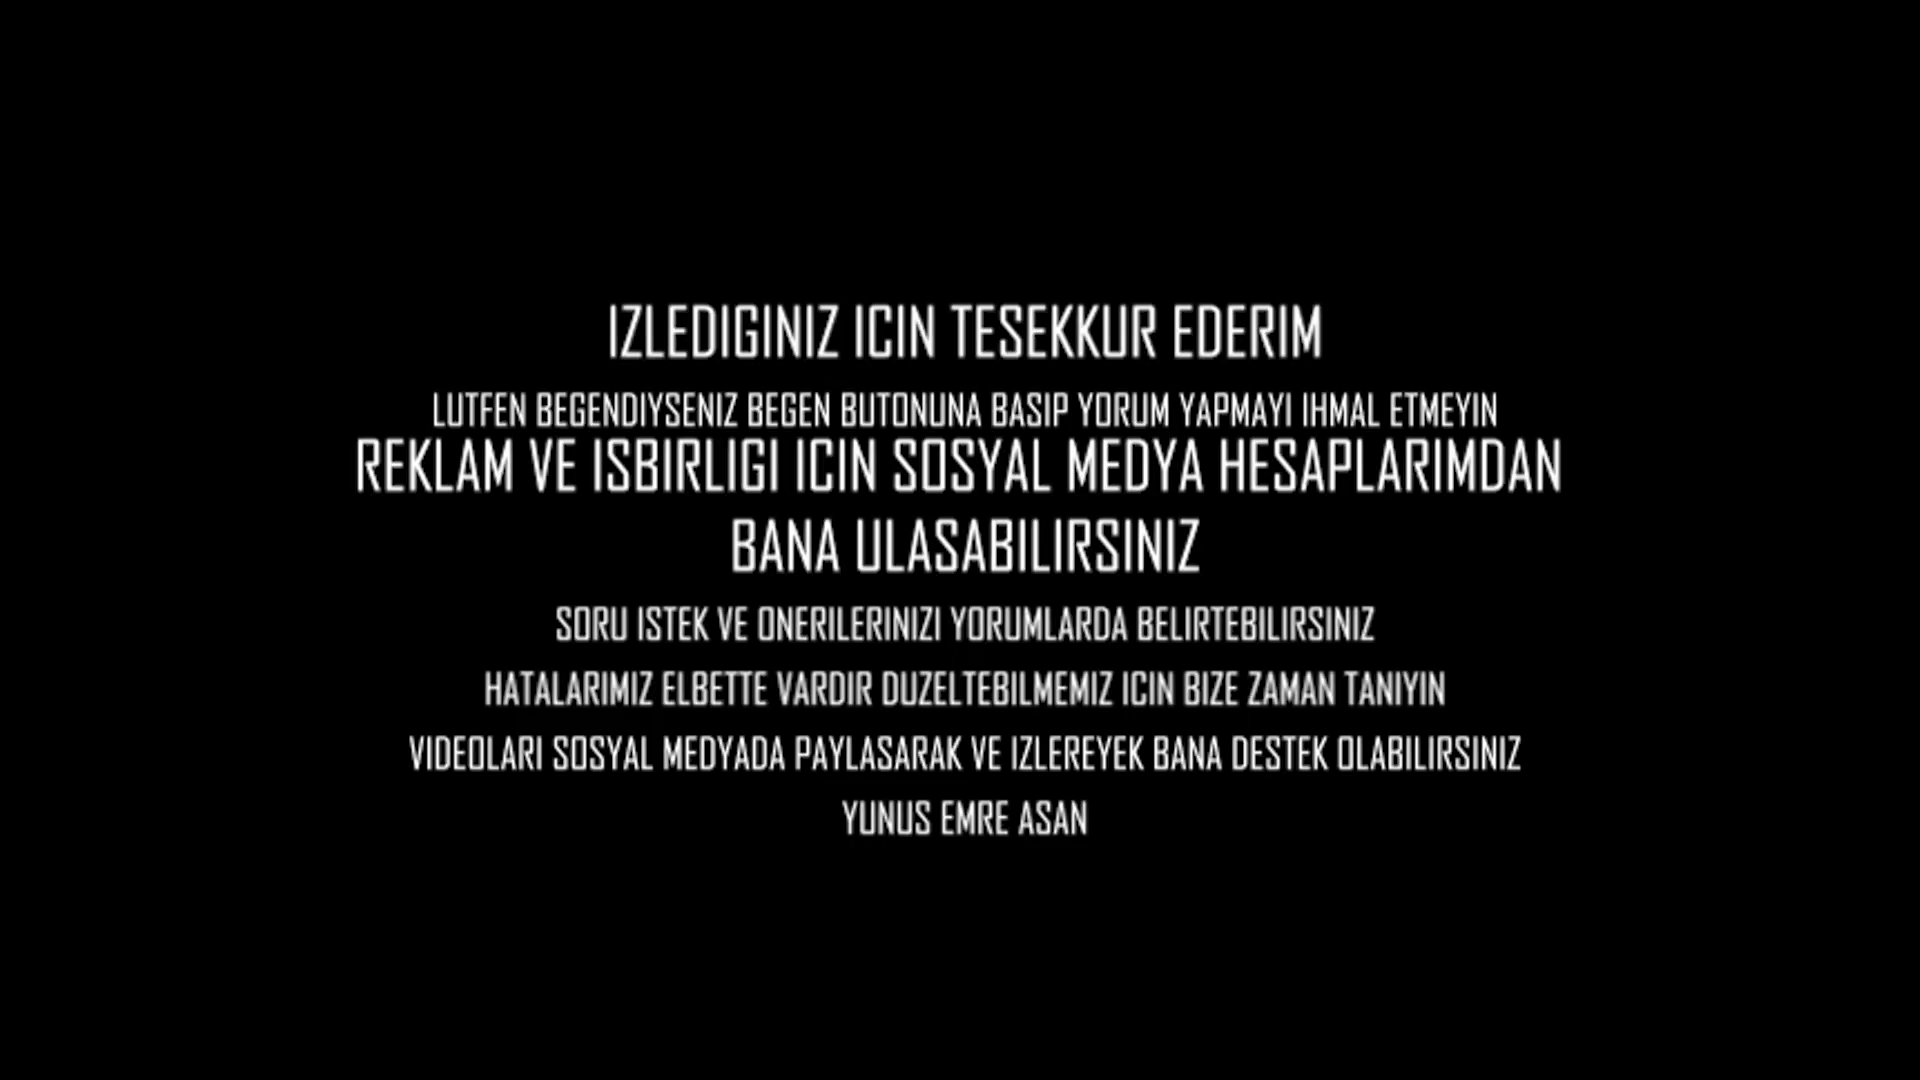 IZLEDIGINIZ ICIN TESEKKUR EDERIM
LUTFEN BEGENDIYSENIZ BEGEN BUTONUNA BASIP YORUM YAPMAYI IHMAL ETMEYIN
REKLAM VE ISBIRLIGI ICIN SOSYAL MEDYA HESAPLARIMDAN
BANA ULASABILIRSINIZ
SORU ISTEK VE ONERILERINIZI YORUMLARDA BELIRTEBILIRSINIZ
HATALARIMIZ ELBETTE VARDIR DUZELTEBILMEMIZ ICIN BIZE ZAMAN TANIYIN
VIDEOLARI SOSYAL MEDYADA PAYLASARAK VE IZLEREYEK BANA DESTEK OLABILIRSINIZ
YUNUS EMRE ASAN